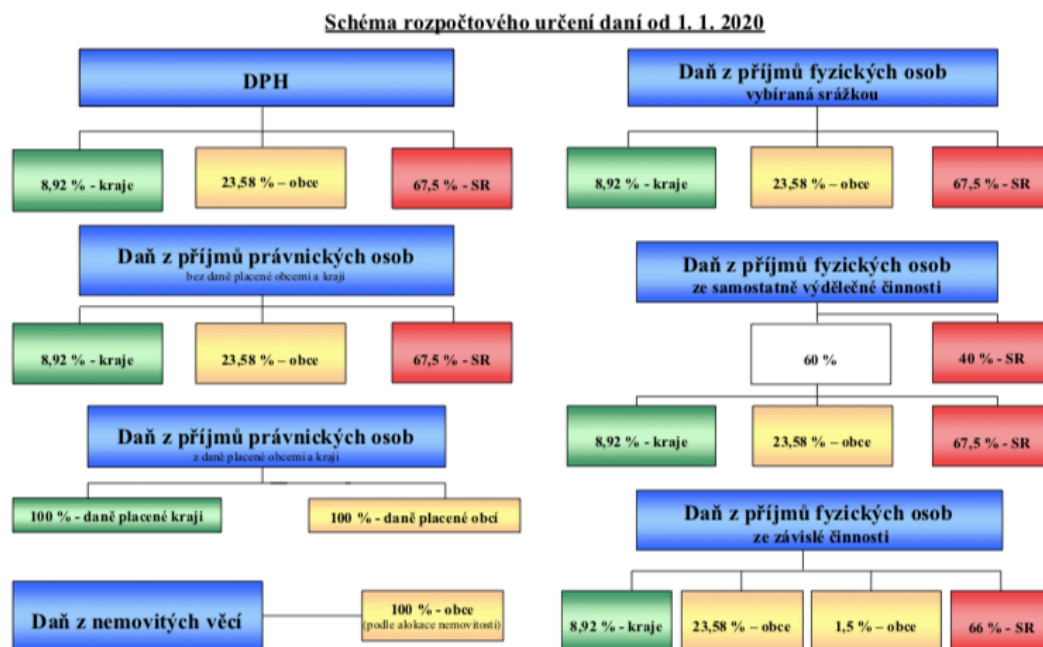 Schéma rozpočtového určení daní od 1. 1. 2020
DPH
8,92 % - kraje
23,58 % – obce
67,5 % - SR
Daň z příjmů právnických osob
bez daně placené obcemi a kraji
8,92 % - kraje
23,58 % – obce
67,5 % - SR
Daň z příjmů právnických osob
z daně placené obcemi a kraji
100 % - daně placené kraji
100 % - daně placené obcí
Daň z nemovitých věcí
100 % - obce
(podle alokace nemovitostí)
Daň z příjmů fyzických osob
vybíraná srážkou
8,92 % - kraje
23,58 % – obce
67,5 % - SR
Daň z příjmů fyzických osob
ze samostatně výdělečné činnosti
60 %
40 % - SR
8,92 % - kraje
23,58 % – obce
67,5 % - SR
Daň z příjmů fyzických osob
ze závislé činnosti
8,92 % - kraje
23,58 % – obce
1,5 % – obce
66 % - SR